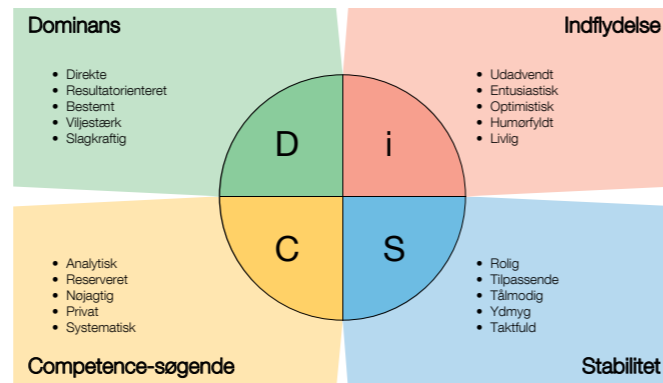 Dominans
Direkte
Resultatorienteret
Bestemt
Viljestærk
Slagkraftig
Indflydelse
Udadvendt
Entusiastisk
Optimistisk
Humørfyldt
Livlig
D
i
C
S
Analytisk
Reserveret
Nøjagtig
Privat
Systematisk
Competence-søgende
Rolig
Tilpassende
Tålmodig
Ydmyg
Taktfuld
Stabilitet